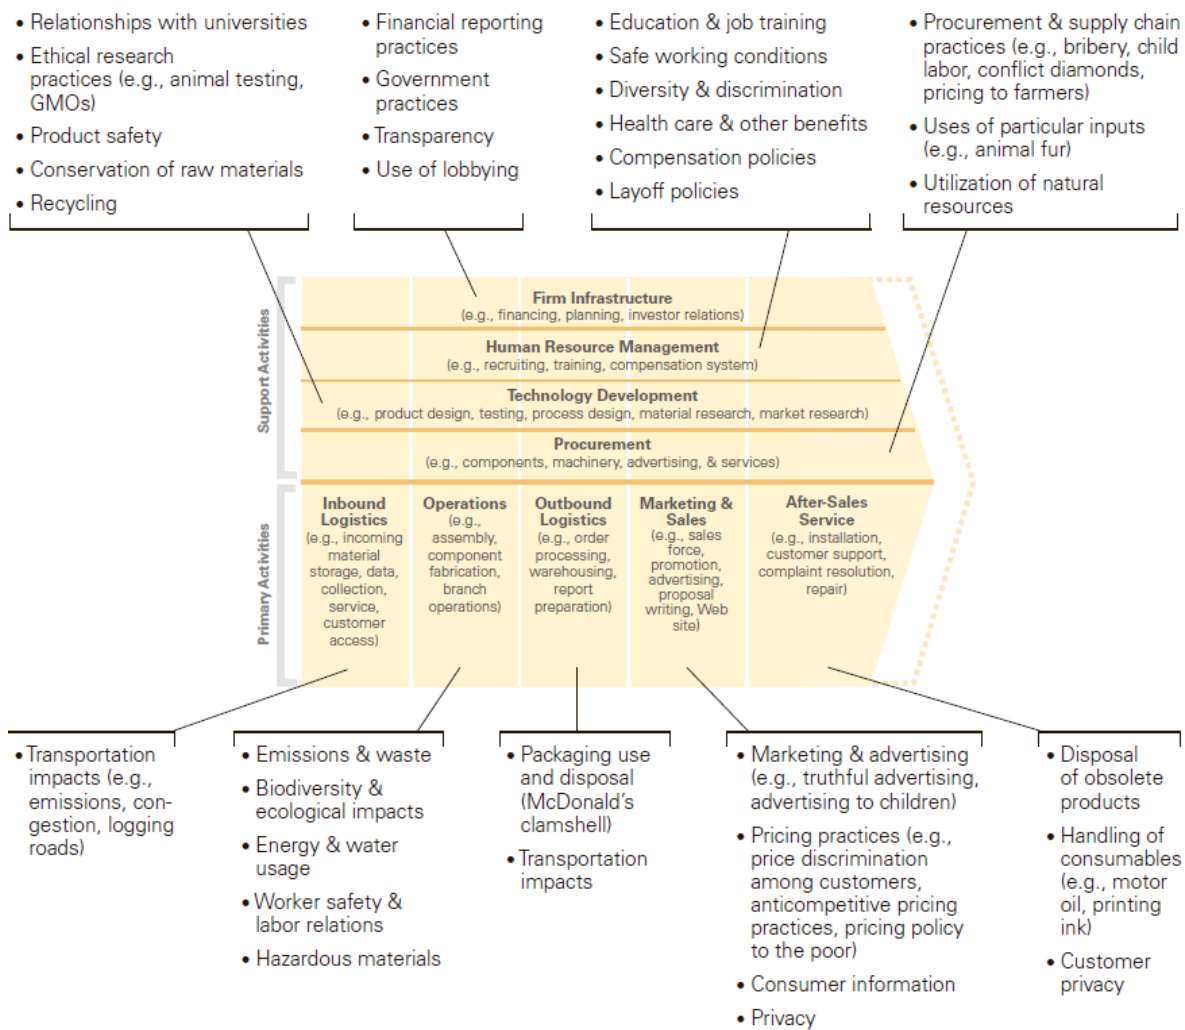 • Relationships with universities
• Ethical research
practices (e.g., animal testing,
GMOs)
• Product safety
• Conservation of raw materials
• Recycling
• Financial reporting
practices
• Government
practices
• Transparency
• Use of lobbying
• Education & job training
• Safe working conditions
• Diversity & discrimination
• Health care & other benefits
• Compensation policies
• Layoff policies
• Procurement & supply chain
practices (e.g., bribery, child
labor, conflict diamonds,
pricing to farmers)
• Uses of particular inputs
(e.g., animal fur)
• Utilization of natural
resources
Support Activities
Firm Infrastructure
(e.g., financing, planning, investor relations)
Human Resource Management
(e.g., recruiting, training, compensation system)
Technology Development
(e.g., product design, testing, process design, material research, market research)
Procurement
(e.g., components, machinery, advertising, & services)
Primary Activities
Inbound
Logistics
(e.g., incoming
material
storage, data,
collection,
service,
customer
access)
Operations
(e.g.,
assembly,
component
fabrication,
branch
operations)
Outbound
Logistics
(e.g., order
processing,
warehousing,
report
preparation)
Marketing &
Sales
(e.g., sales
force,
promotion,
advertising,
proposal
writing, Web
site)
After-Sales
Service
(e.g., installation,
customer support,
complaint resolution,
repair)
• Transportation
impacts (e.g.,
emissions, con-
gestion, logging
roads)
• Emissions & waste
• Biodiversity &
ecological impacts
• Energy & water
usage
• Worker safety &
labor relations
• Hazardous materials
• Packaging use
and disposal
(McDonald's
clamshell)
• Transportation
impacts
• Marketing & advertising
(e.g., truthful advertising,
advertising to children)
• Pricing practices (e.g.,
price discrimination
among customers,
anticompetitive pricing
practices, pricing policy
to the poor)
• Consumer information
• Privacy
• Disposal
of obsolete
products
• Handling of
consumables
(e.g., motor
oil, printing
ink)
• Customer
privacy